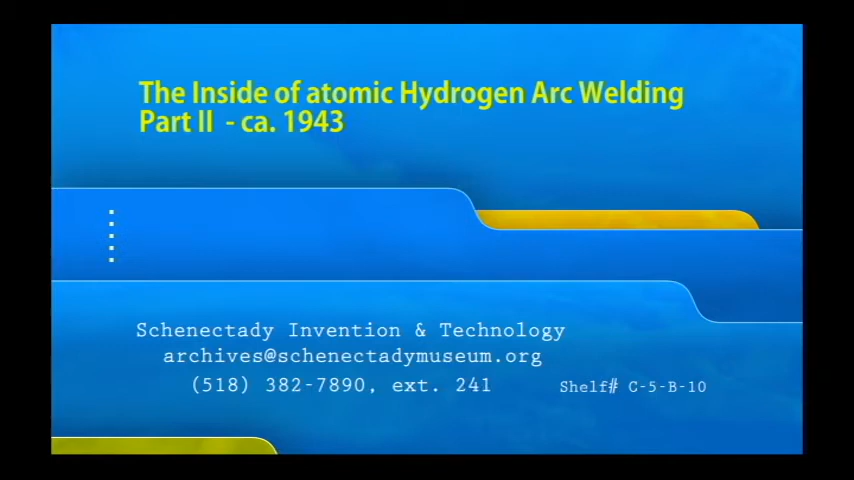 The Inside of atomic Hydrogen Arc Welding
Part II - ca. 1943
Schenectady Invention & Technology
archives@schenectadymuseum.org
(518) 382-7890, ext. 241
Shelf# C-5-B-10